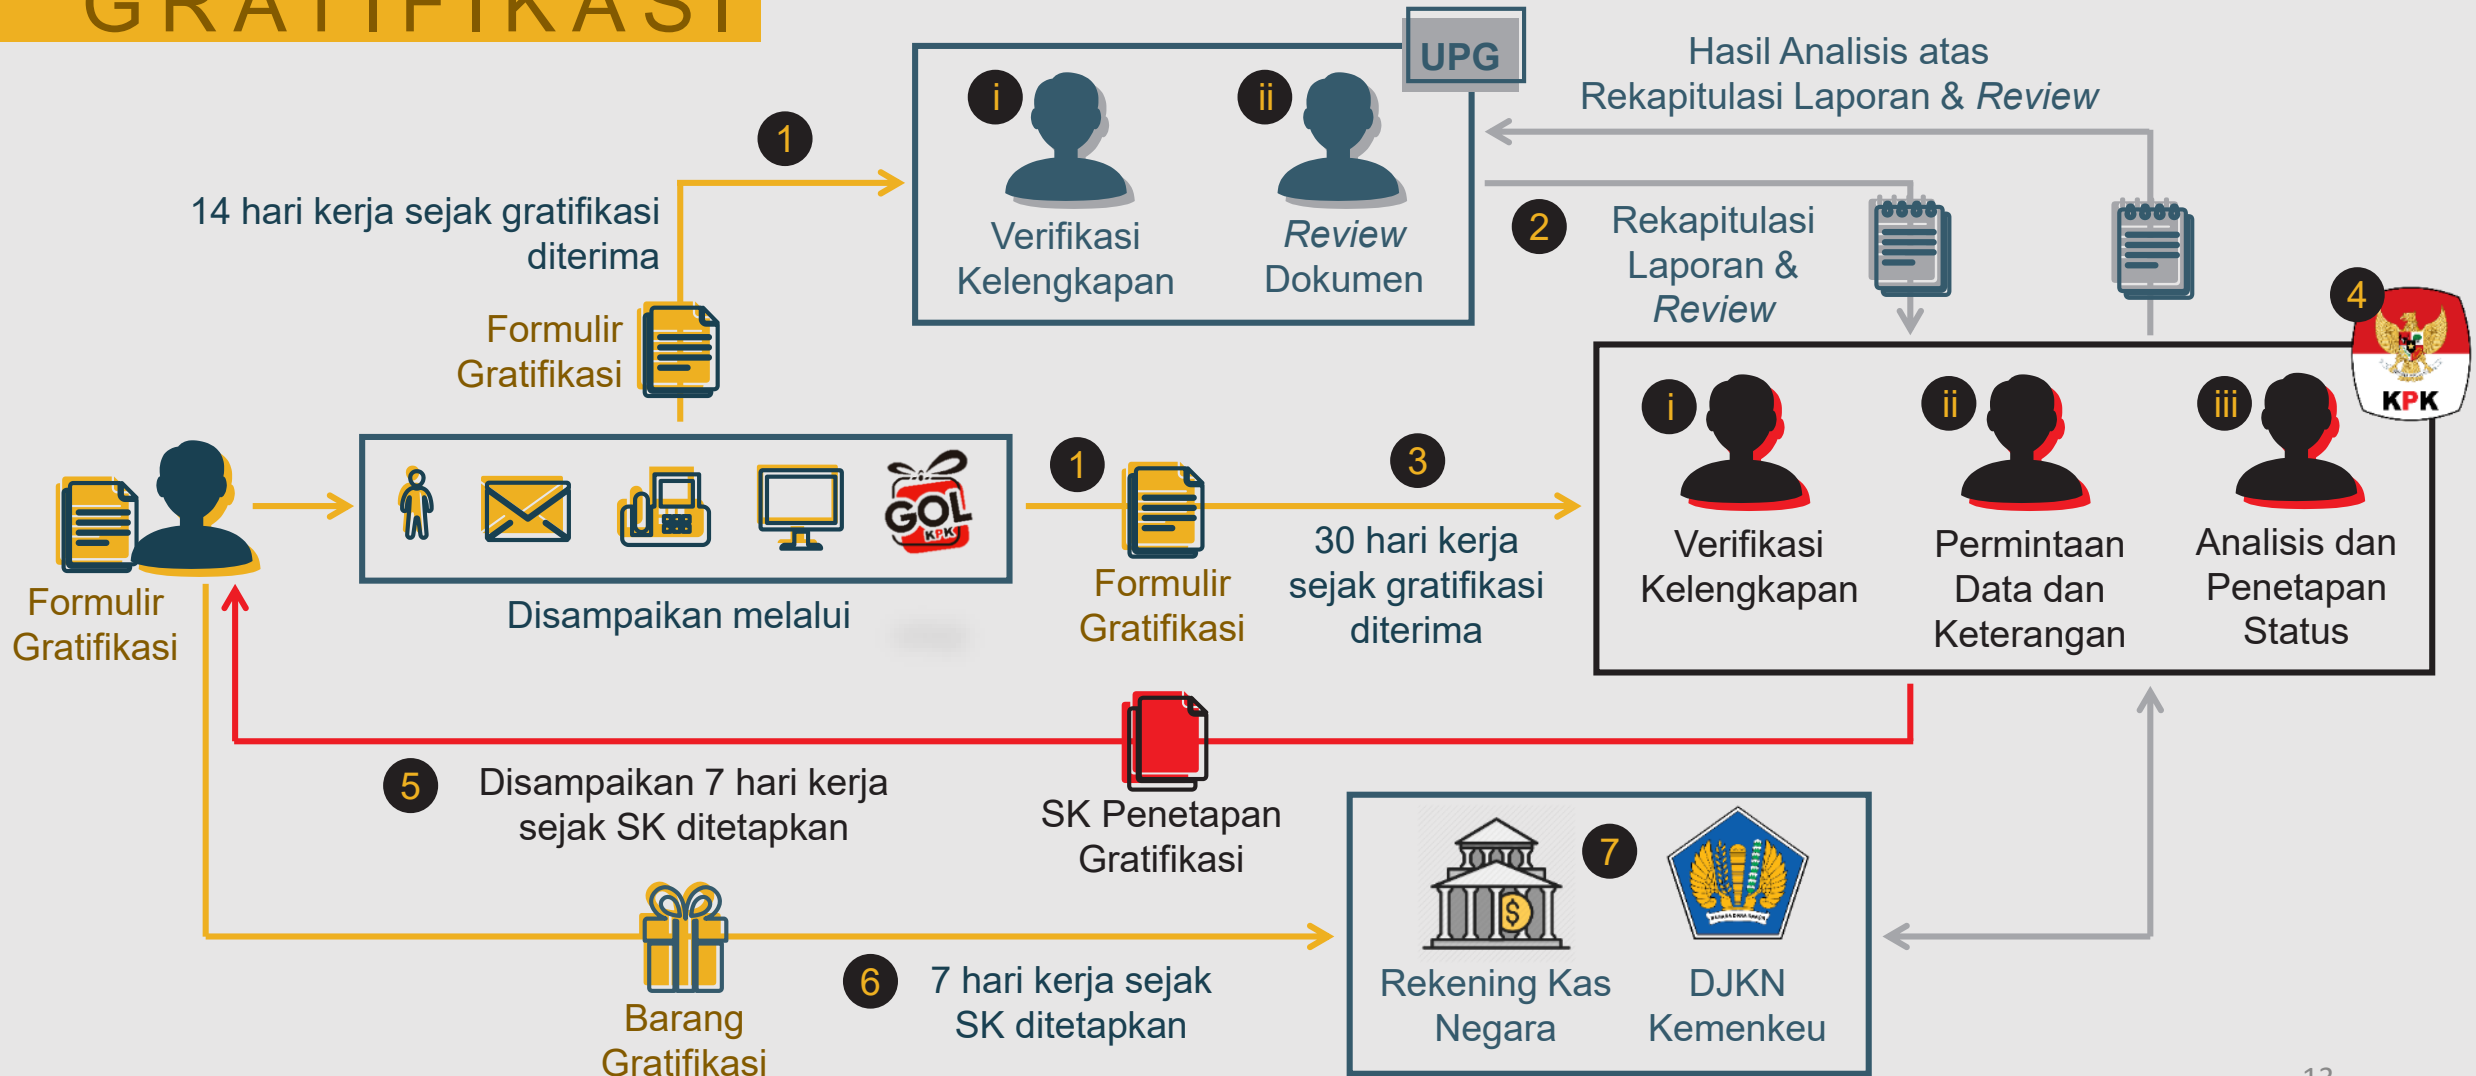 GRATIFIKASI
UPG
i
Verifikasi
Kelengkapan
ii
Review
Dokumen
Hasil Analisis atas
Rekapitulasi Laporan & Review
1
14 hari kerja sejak gratifikasi
diterima
Formulir
Gratifikasi
2
Rekapitulasi
Laporan &
Review
4
KPK
Formulir
Gratifikasi
GOL
KPK
Disampaikan melalui
1
Formulir
Gratifikasi
3
30 hari kerja
sejak gratifikasi
diterima
i
Verifikasi
Kelengkapan
ii
Permintaan
Data dan
Keterangan
iii
Analisis dan
Penetapan
Status
5
Disampaikan 7 hari kerja
sejak SK ditetapkan
SK Penetapan
Gratifikasi
Barang
Gratifikasi
6
7 hari kerja sejak
SK ditetapkan
$
Rekening Kas
Negara
7
DJKN
Kemenkeu